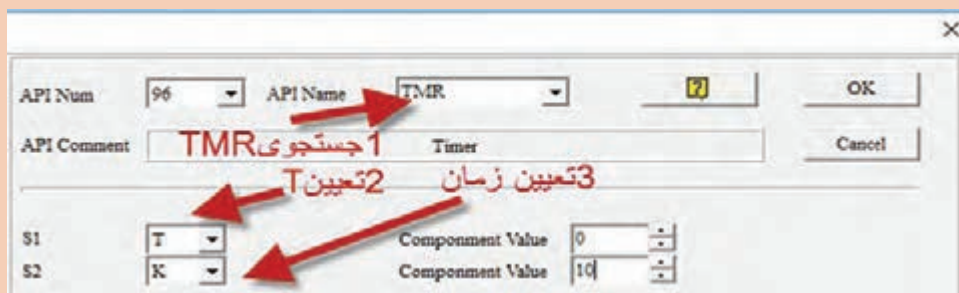 API Num 96 API Name TMR ? OK
API Comment Timer Cancel
1جستجوی TMR
2تعیین T 3تعیین زمان
S1 T Componment Value 0
S2 K Componment Value 10